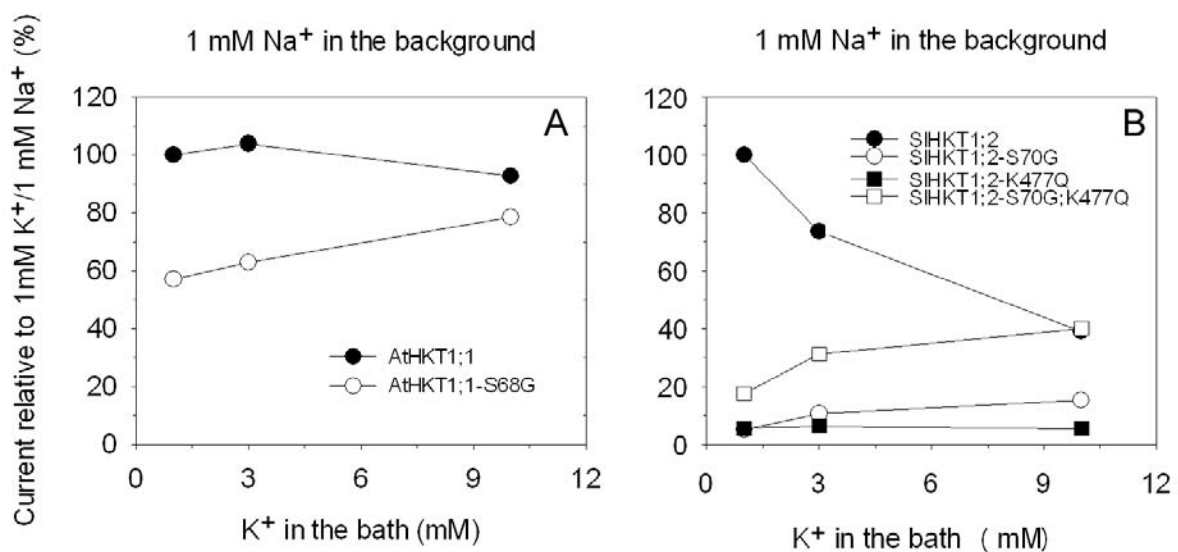 1 mM Na⁺ in the background
1 mM Na⁺ in the background
Current relative to 1mM K⁺/1 mM Na⁺ (%)
120
100
80
60
40
20
0
A
AtHKT1;1
AtHKT1;1-S68G
0
3
6
9
12
K⁺ in the bath (mM)
120
100
80
60
40
20
0
B
SlHKT1;2
SlHKT1;2-S70G
SlHKT1;2-K477Q
SlHKT1;2-S70G;K477Q
0
3
6
9
12
K⁺ in the bath ( mM)